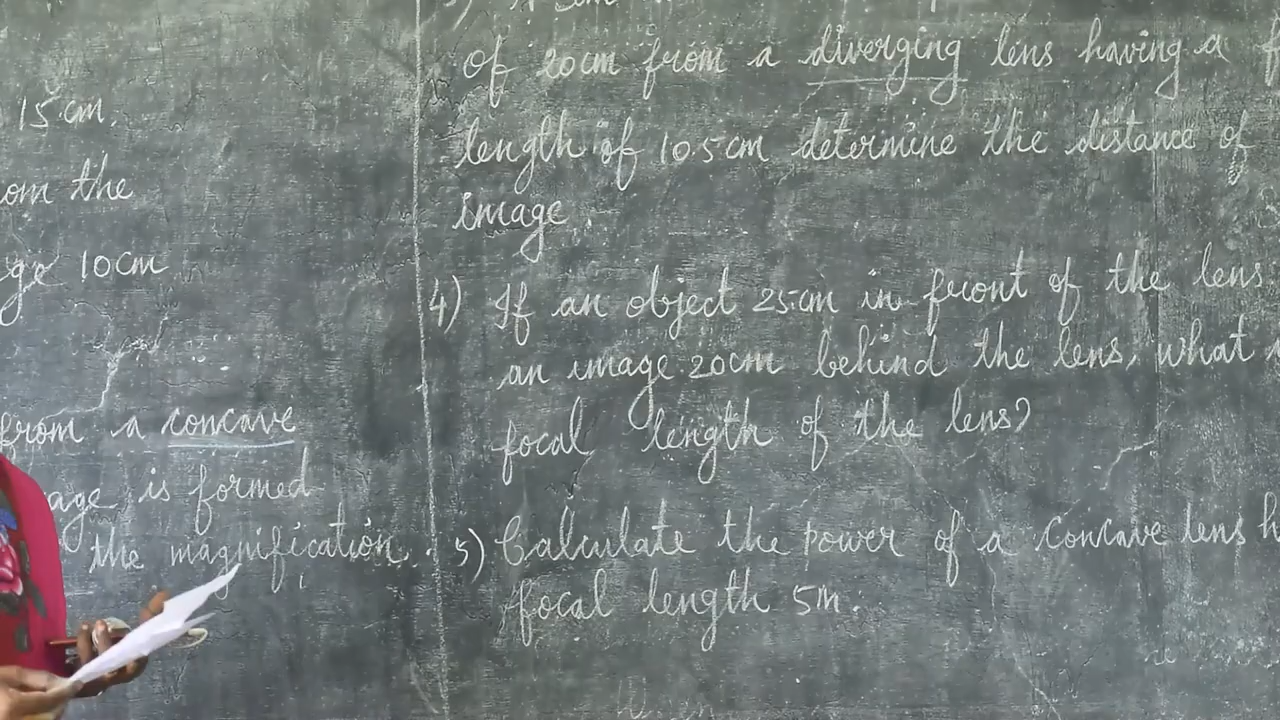 15 cm.
om the
ge 10cm
from a concave
age is formed
the magnification.
of 20cm from a diverging lens having a f
length of 10.5cm determine the distance of
image.
4) If an object 25cm in front of the lens
an image 20cm behind the lens, what
focal length of the lens?
5) Calculate the power of a concave lens h
focal length 5m.